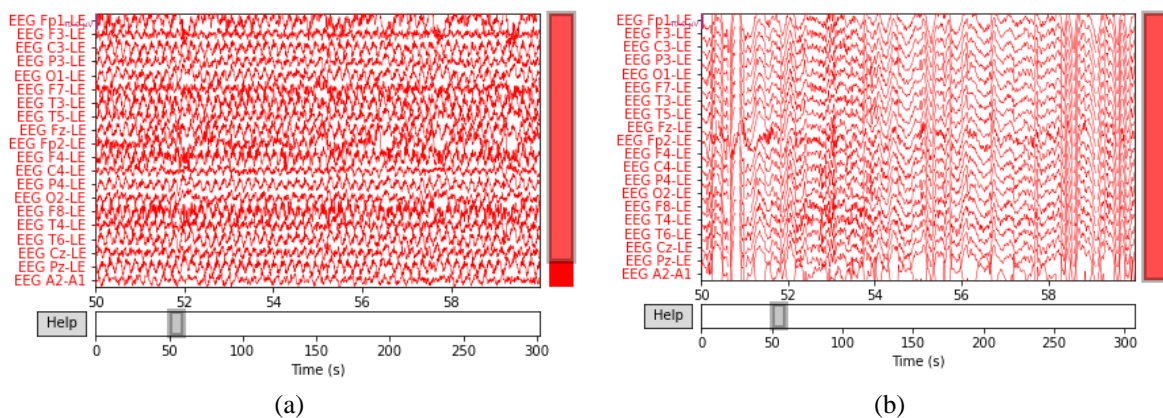 EEG Fp1-LE
EEG F3-LE
EEG C3-LE
EEG P3-LE
EEG O1-LE
EEG F7-LE
EEG T3-LE
EEG T5-LE
EEG Fz-LE
EEG Fp2-LE
EEG F4-LE
EEG C4-LE
EEG P4-LE
EEG O2-LE
EEG F8-LE
EEG T4-LE
EEG T6-LE
EEG Cz-LE
EEG Pz-LE
EEG A2-A1
50 52 54 56 58
Help
0 50 100 150 200 250 300
Time (s)
(a)
EEG Fp1-LE
EEG F3-LE
EEG C3-LE
EEG P3-LE
EEG O1-LE
EEG F7-LE
EEG T3-LE
EEG T5-LE
EEG Fz-LE
EEG Fp2-LE
EEG F4-LE
EEG C4-LE
EEG P4-LE
EEG O2-LE
EEG F8-LE
EEG T4-LE
EEG T6-LE
EEG Cz-LE
EEG Pz-LE
EEG A2-A1
50 52 54 56 58
Help
0 50 100 150 200 250 300
Time (s)
(b)